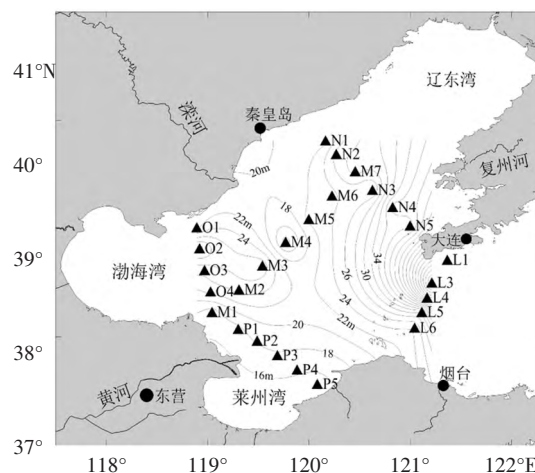 41°N
辽东湾
滦河
秦皇岛
N1
N2
40°
20m
M7
复州河
18
M6
N3
N4
22m
M5
N5
O1
24
大连
M4
34
O2
L1
39°
渤海湾
O3
M3
26
30
L3
O4
M2
24
L4
M1
L5
20
22m
L6
38°
P1
P2
18
P3
16m
P4
烟台
黄河
东营
莱州湾
P5
37°
118°
119°
120°
121°
122°E